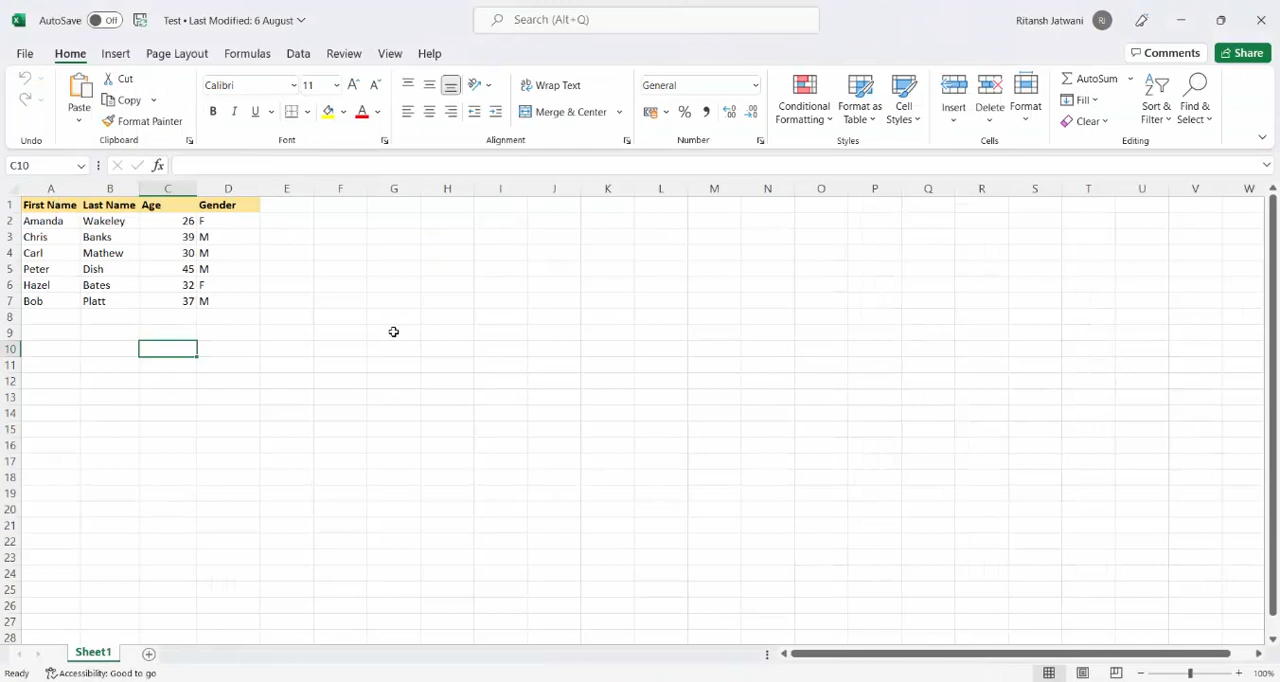 AutoSave Off Test • Last Modified: 6 August Search (Alt+Q) Ritansh Jatwani RJ
File Home Insert Page Layout Formulas Data Review View Help Comments Share
Paste Cut Copy Format Painter
Calibri 11 B I U A
Wrap Text Merge & Center
General % ,
Conditional Formatting Format as Table Cell Styles
Insert Delete Format
AutoSum Fill Clear Sort & Filter Find & Select
Undo Clipboard Font Alignment Number Styles Cells Editing
C10 fx
A B C D E F G H I J K L M N O P Q R S T U V W
1 First Name Last Name Age Gender
2 Amanda Wakeley 26 F
3 Chris Banks 39 M
4 Carl Mathew 30 M
5 Peter Dish 45 M
6 Hazel Bates 32 F
7 Bob Platt 37 M
8
9
10
11
12
13
14
15
16
17
18
19
20
21
22
23
24
25
26
27
28
Sheet1
Ready Accessibility: Good to go 100%